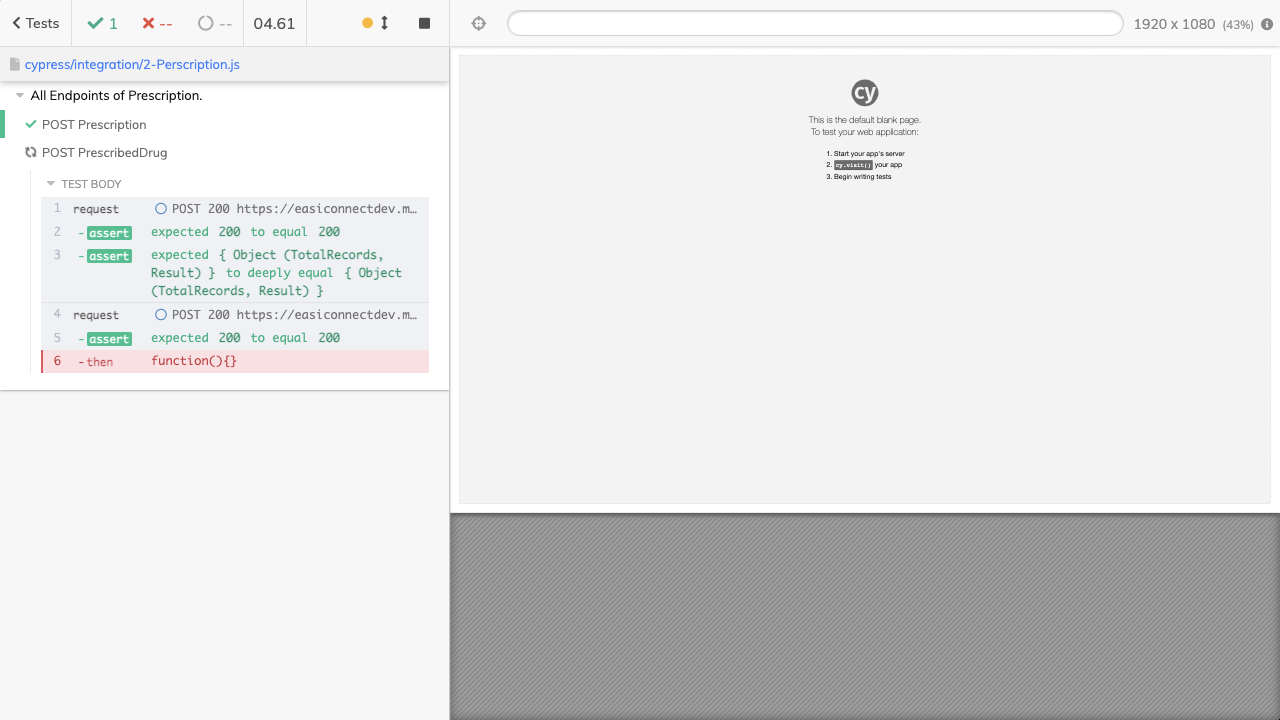 Tests
1
--
--
04.61
1920 x 1080 (43%)
cypress/integration/2-Perscription.js
All Endpoints of Prescription.
POST Prescription
POST PrescribedDrug
TEST BODY
1 request POST 200 https://easiconnectdev.m…
2 -assert expected 200 to equal 200
3 -assert expected { Object (TotalRecords,
Result) } to deeply equal { Object
(TotalRecords, Result) }
4 request POST 200 https://easiconnectdev.m…
5 -assert expected 200 to equal 200
6 -then function(){}
cy
This is the default blank page.
To test your web application:
1. Start your app's server
2. cy.visit() your app
3. Begin writing tests